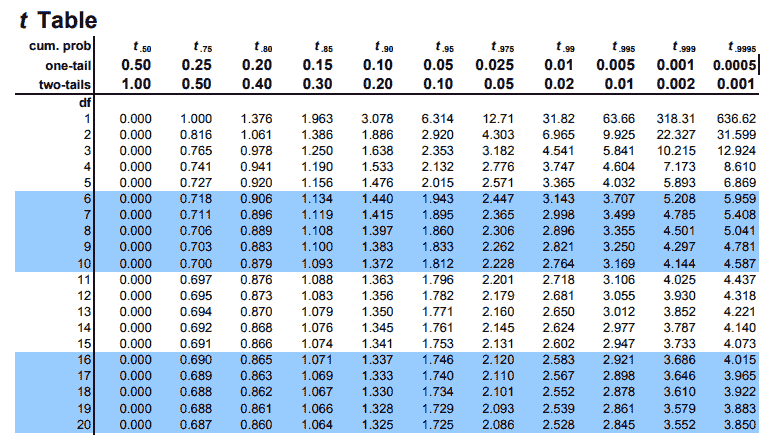 t Table
cum. prob t .50 t .75 t .80 t .85 t .90 t .95 t .975 t .99 t .995 t .999 t .9995
one-tail 0.50 0.25 0.20 0.15 0.10 0.05 0.025 0.01 0.005 0.001 0.0005
two-tails 1.00 0.50 0.40 0.30 0.20 0.10 0.05 0.02 0.01 0.002 0.001
df
1 0.000 1.000 1.376 1.963 3.078 6.314 12.71 31.82 63.66 318.31 636.62
2 0.000 0.816 1.061 1.386 1.886 2.920 4.303 6.965 9.925 22.327 31.599
3 0.000 0.765 0.978 1.250 1.638 2.353 3.182 4.541 5.841 10.215 12.924
4 0.000 0.741 0.941 1.190 1.533 2.132 2.776 3.747 4.604 7.173 8.610
5 0.000 0.727 0.920 1.156 1.476 2.015 2.571 3.365 4.032 5.893 6.869
6 0.000 0.718 0.906 1.134 1.440 1.943 2.447 3.143 3.707 5.208 5.959
7 0.000 0.711 0.896 1.119 1.415 1.895 2.365 2.998 3.499 4.785 5.408
8 0.000 0.706 0.889 1.108 1.397 1.860 2.306 2.896 3.355 4.501 5.041
9 0.000 0.703 0.883 1.100 1.383 1.833 2.262 2.821 3.250 4.297 4.781
10 0.000 0.700 0.879 1.093 1.372 1.812 2.228 2.764 3.169 4.144 4.587
11 0.000 0.697 0.876 1.088 1.363 1.796 2.201 2.718 3.106 4.025 4.437
12 0.000 0.695 0.873 1.083 1.356 1.782 2.179 2.681 3.055 3.930 4.318
13 0.000 0.694 0.870 1.079 1.350 1.771 2.160 2.650 3.012 3.852 4.221
14 0.000 0.692 0.868 1.076 1.345 1.761 2.145 2.624 2.977 3.787 4.140
15 0.000 0.691 0.866 1.074 1.341 1.753 2.131 2.602 2.947 3.733 4.073
16 0.000 0.690 0.865 1.071 1.337 1.746 2.120 2.583 2.921 3.686 4.015
17 0.000 0.689 0.863 1.069 1.333 1.740 2.110 2.567 2.898 3.646 3.965
18 0.000 0.688 0.862 1.067 1.330 1.734 2.101 2.552 2.878 3.610 3.922
19 0.000 0.688 0.861 1.066 1.328 1.729 2.093 2.539 2.861 3.579 3.883
20 0.000 0.687 0.860 1.064 1.325 1.725 2.086 2.528 2.845 3.552 3.850